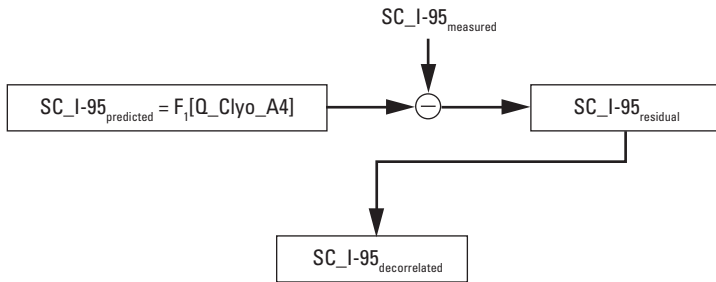 SC_I-95measured
SC_I-95predicted = F1[Q_Clyo_A4]
−
SC_I-95residual
SC_I-95decorrelated